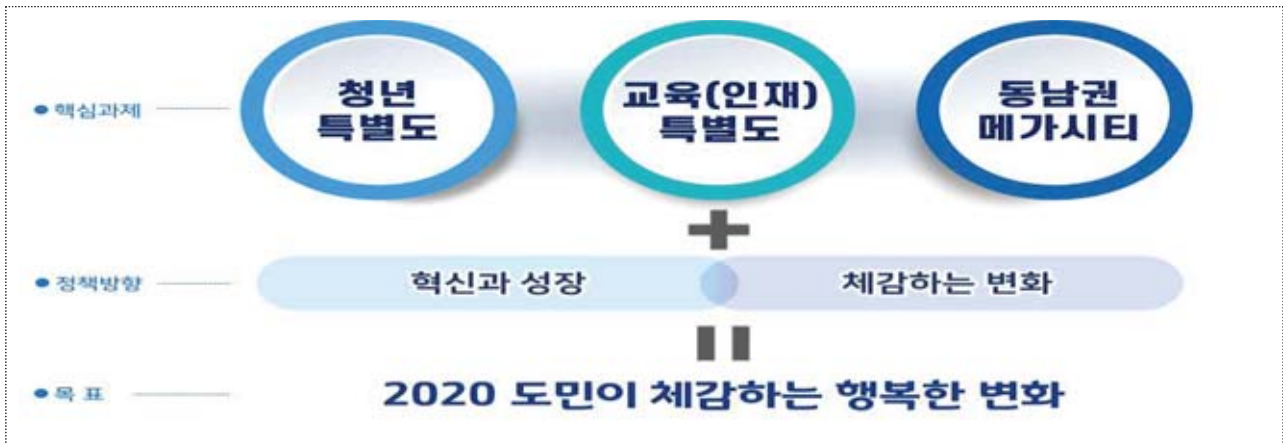 ● 핵심과제
청년
특별도
교육(인재)
특별도
동남권
메가시티
+
● 정책방향
혁신과 성장
체감하는 변화
=
● 목 표
2020 도민이 체감하는 행복한 변화